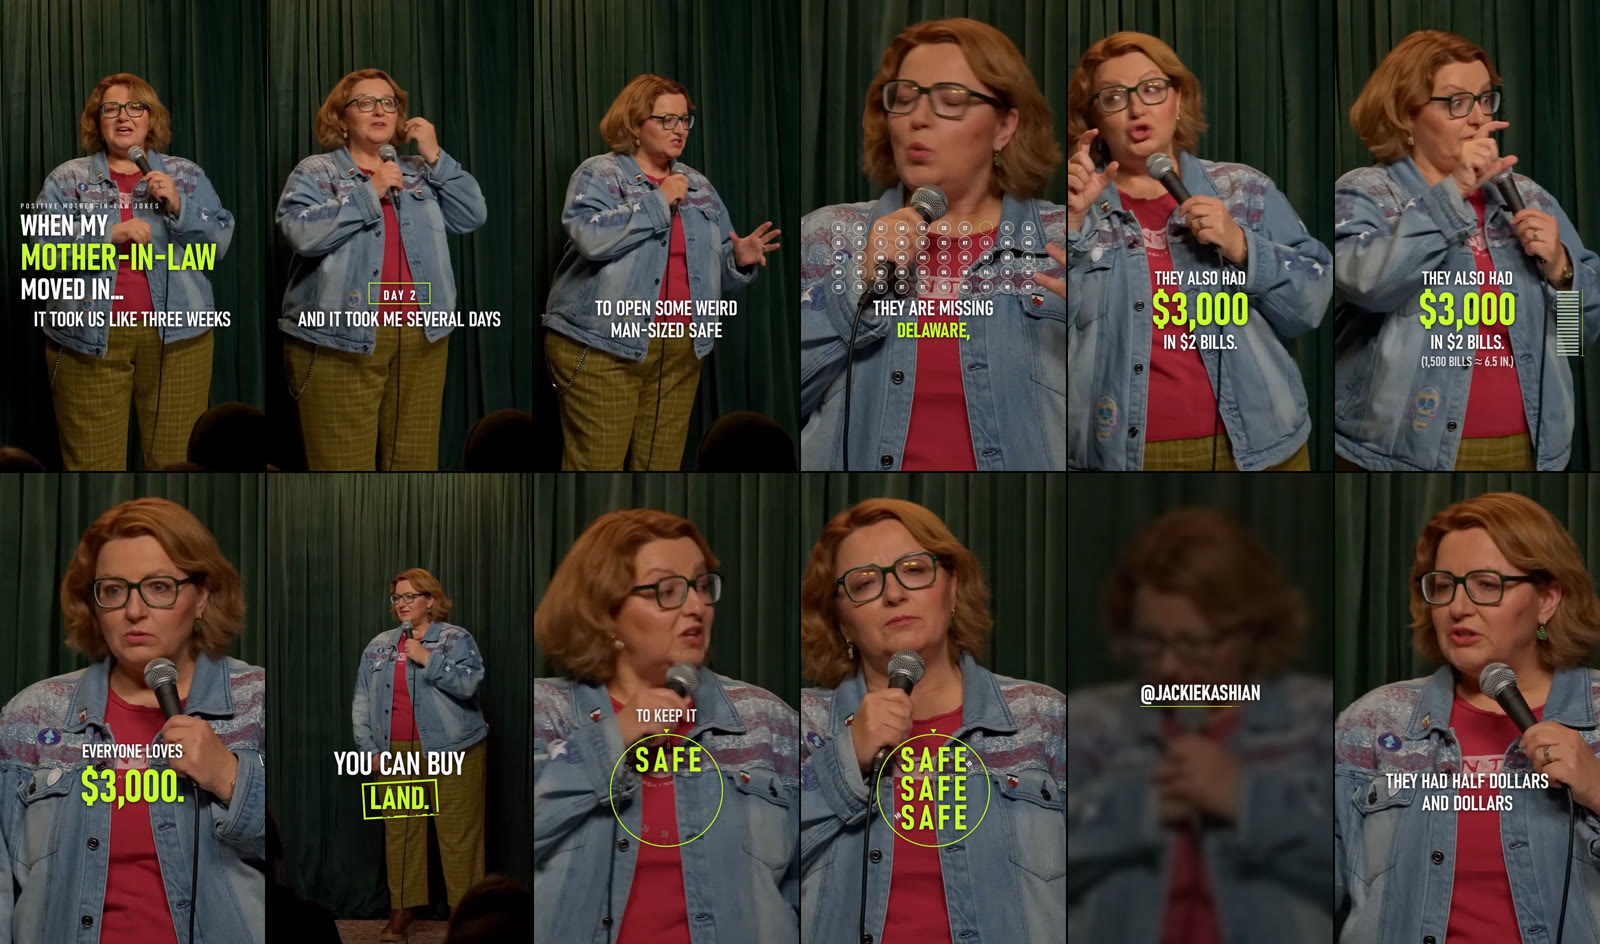 POSITIVE MOTHER-IN-LAW JOKES
WHEN MY
MOTHER-IN-LAW
MOVED IN...
IT TOOK US LIKE THREE WEEKS
DAY 2
AND IT TOOK ME SEVERAL DAYS
TO OPEN SOME WEIRD
MAN-SIZED SAFE
THEY ARE MISSING
DELAWARE,
THEY ALSO HAD
$3,000
IN $2 BILLS.
THEY ALSO HAD
$3,000
IN $2 BILLS.
(1,500 BILLS ≈ 6.5 IN.)
EVERYONE LOVES
$3,000.
YOU CAN BUY
LAND.
TO KEEP IT
SAFE
SAFE
SAFE
SAFE
@JACKIEKASHIAN
THEY HAD HALF DOLLARS
AND DOLLARS